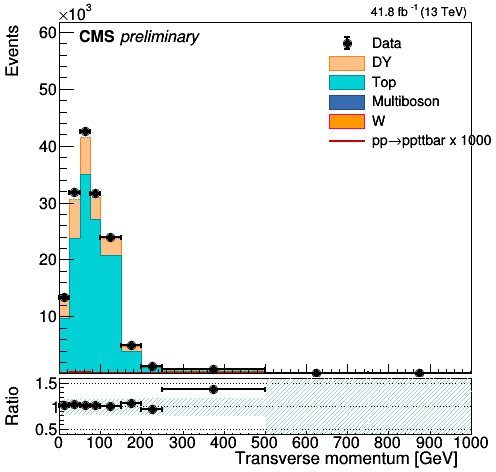 ×10³
41.8 fb⁻¹ (13 TeV)
CMS preliminary
Events
60
50
40
30
20
10
Data
DY
Top
Multiboson
W
pp→ppttbar x 1000
Ratio
1.5
1
0.5
0 100 200 300 400 500 600 700 800 900 1000
Transverse momentum [GeV]